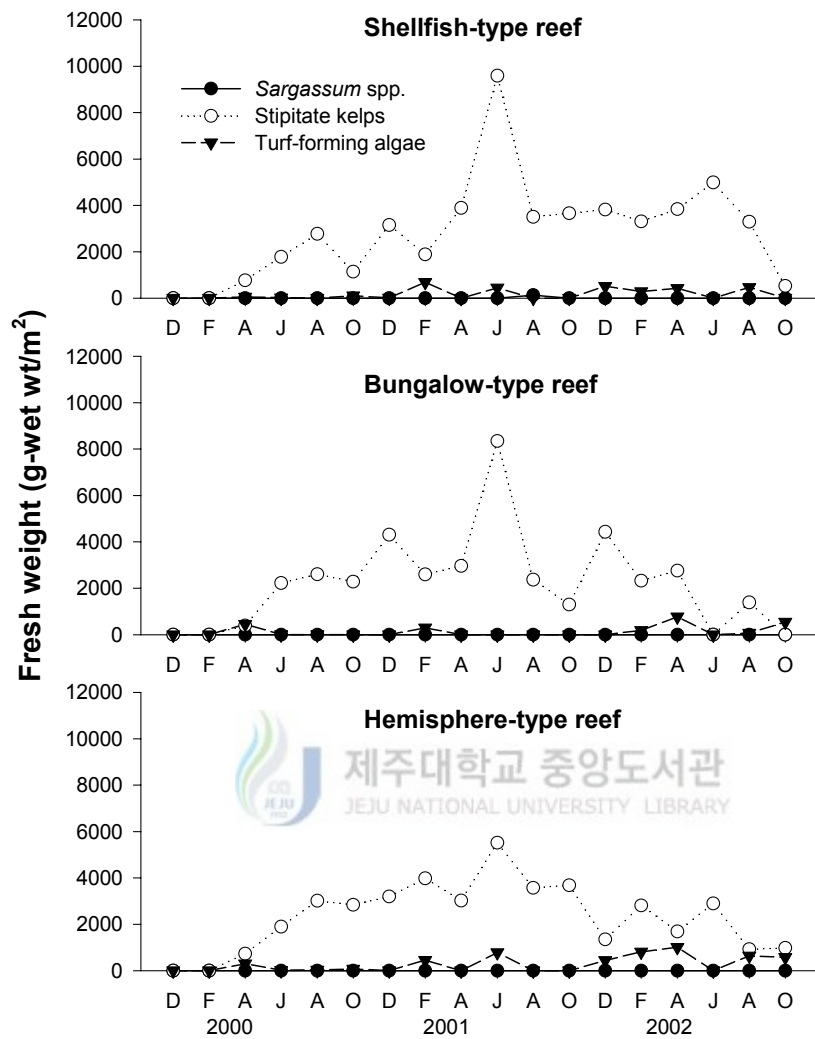 Fresh weight (g-wet wt/m²)
Shellfish-type reef
Sargassum spp.
Stipitate kelps
Turf-forming algae
12000
10000
8000
6000
4000
2000
0
D F A J A O D F A J A O D F A J A O
Bungalow-type reef
12000
10000
8000
6000
4000
2000
0
D F A J A O D F A J A O D F A J A O
Hemisphere-type reef
12000
10000
8000
6000
4000
2000
0
제주대학교 중앙도서관
JEJU NATIONAL UNIVERSITY LIBRARY
JEJU
1952
D F A J A O D F A J A O D F A J A O
2000 2001 2002